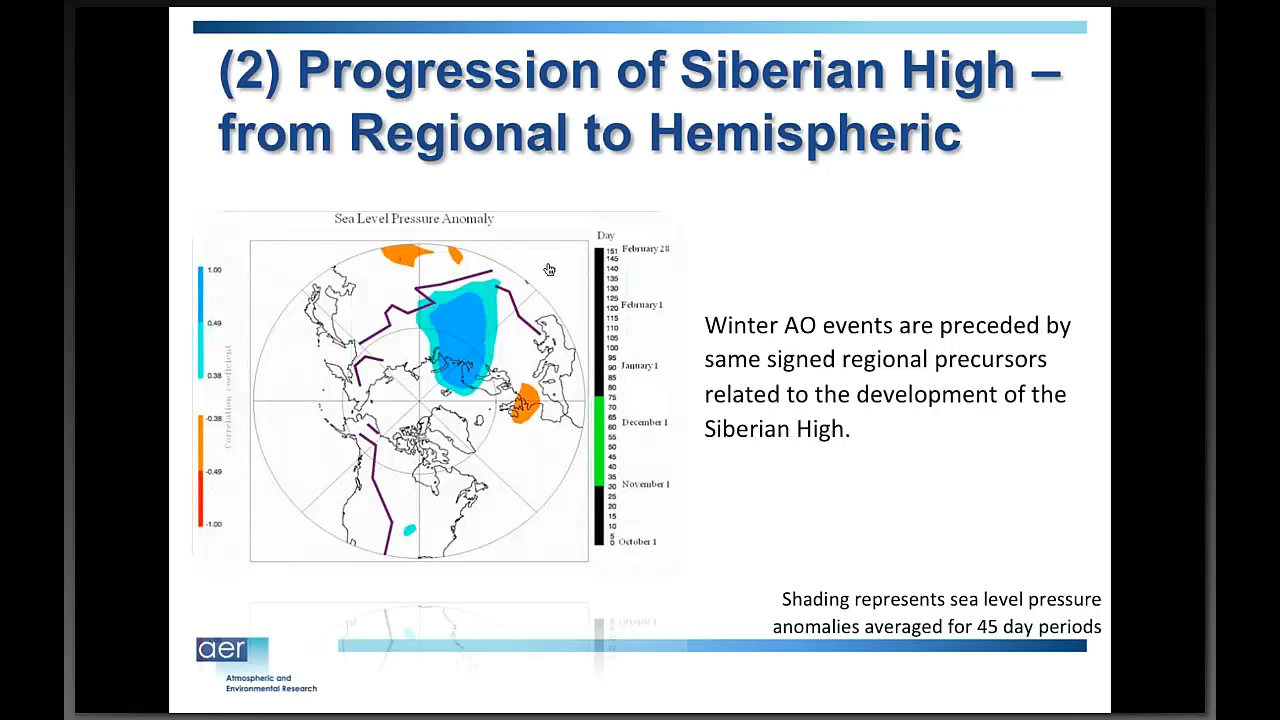 (2) Progression of Siberian High –
from Regional to Hemispheric
Sea Level Pressure Anomaly
Day
1.00
0.49
0.38
-0.38
-0.49
-1.00
Correlation coefficient
151 February 28
145
140
135
130
125
120 February 1
115
110
105
100
95
90 January 1
85
80
75
70
65
60 December 1
55
50
45
40
35
30 November 1
25
20
15
10
5
0 October 1
Winter AO events are preceded by
same signed regional precursors
related to the development of the
Siberian High.
Shading represents sea level pressure
anomalies averaged for 45 day periods
aer
Atmospheric and
Environmental Research